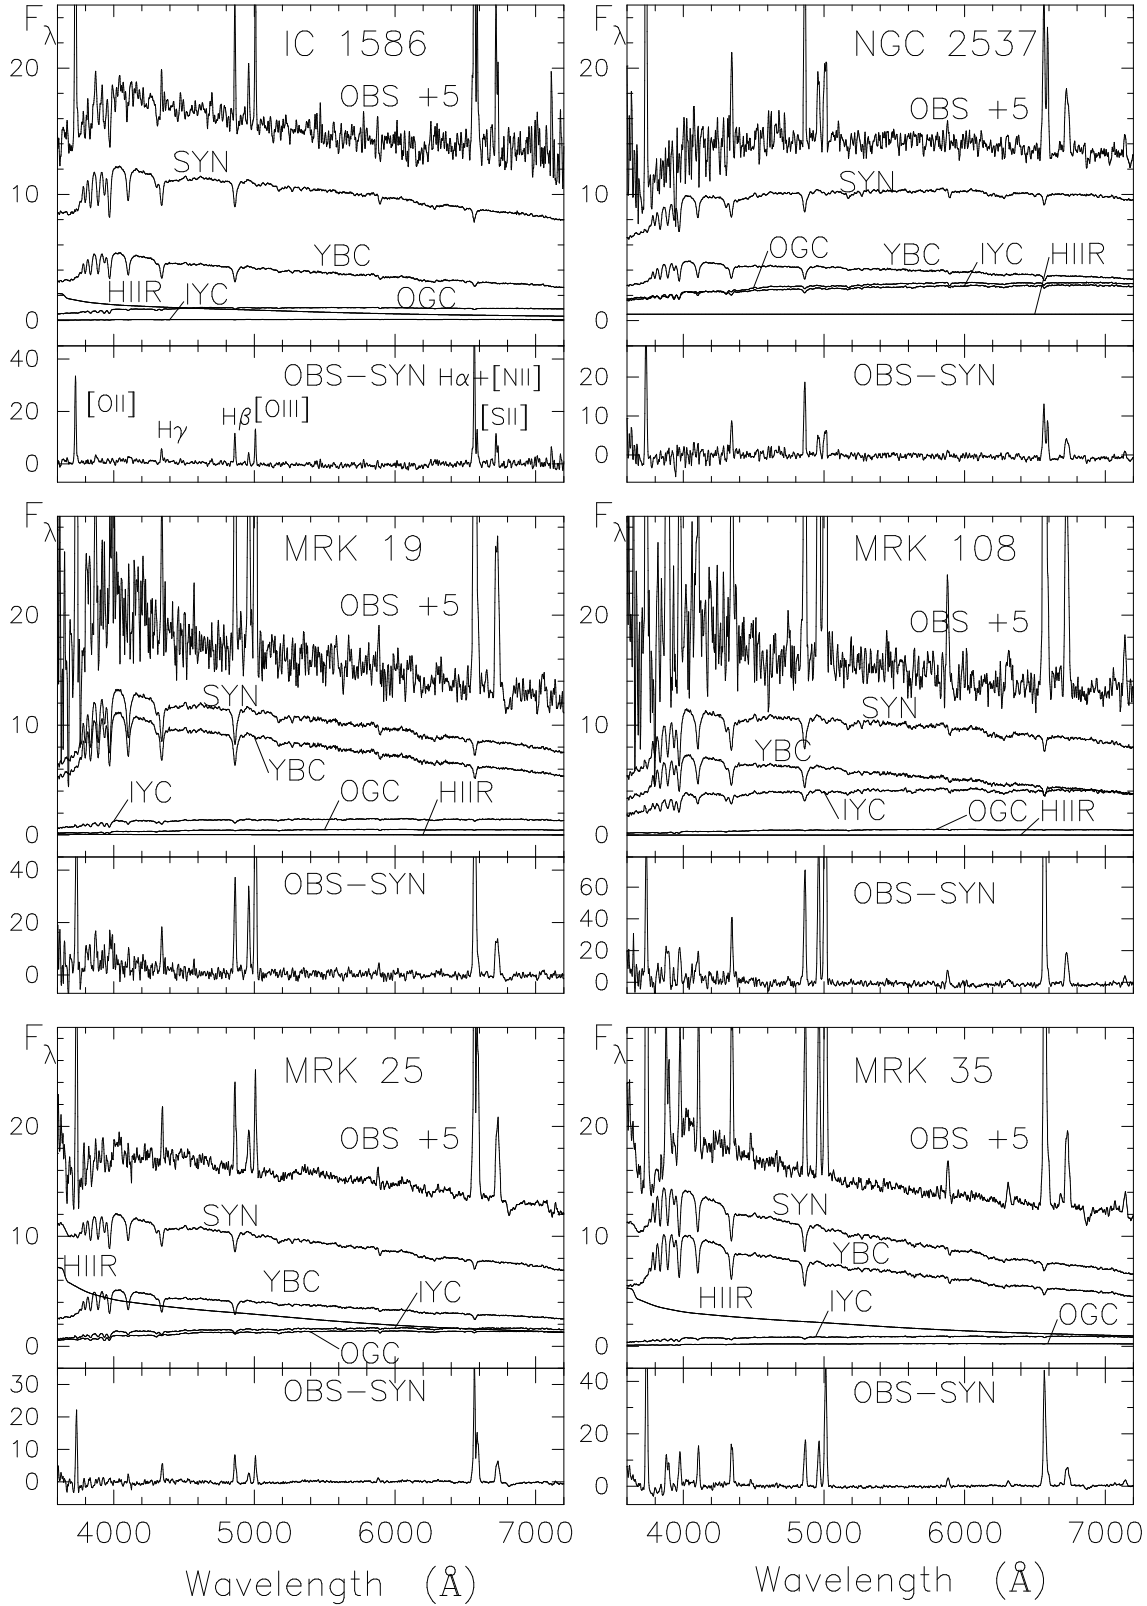 Fλ
IC 1586
OBS +5
SYN
YBC
HIIR
IYC
OGC
20
10
0
OBS−SYN
Hα+[NII]
[OII]
Hγ
Hβ
[OIII]
[SII]
40
20
0
Fλ
NGC 2537
OBS +5
SYN
OGC
YBC
IYC
HIIR
20
10
0
OBS−SYN
20
10
0
Fλ
MRK 19
OBS +5
SYN
YBC
IYC
OGC
HIIR
20
10
0
OBS−SYN
40
20
0
Fλ
MRK 108
OBS +5
SYN
YBC
IYC
OGC
HIIR
20
10
0
OBS−SYN
60
40
20
0
Fλ
MRK 25
OBS +5
SYN
HIIR
YBC
IYC
OGC
20
10
0
OBS−SYN
30
20
10
0
4000 5000 6000 7000
Wavelength (Å)
Fλ
MRK 35
OBS +5
SYN
YBC
HIIR
IYC
OGC
20
10
0
OBS−SYN
40
20
0
4000 5000 6000 7000
Wavelength (Å)